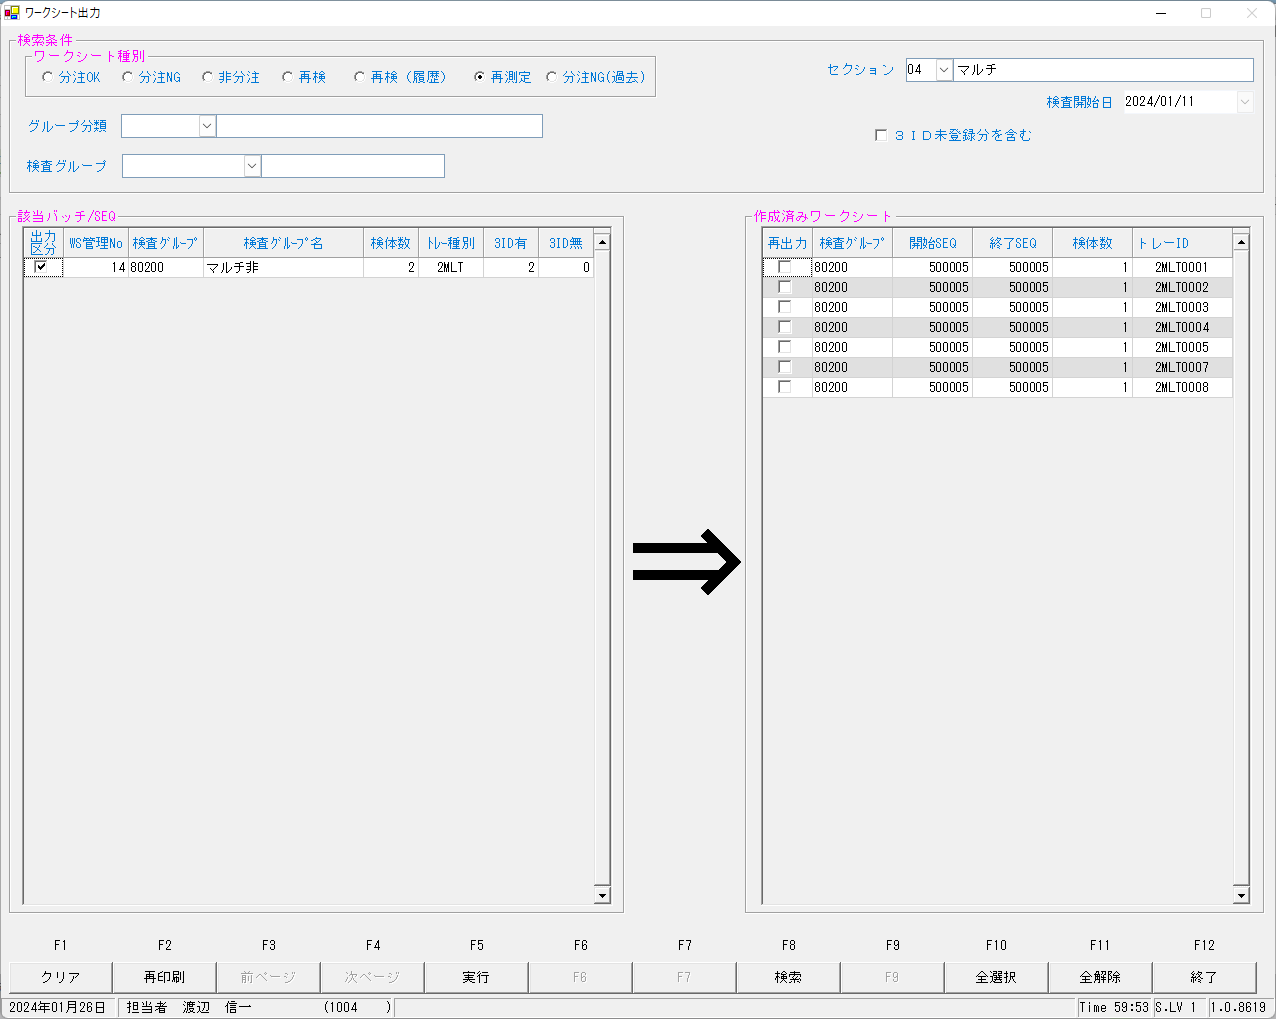 ワークシート出力
検索条件
ワークシート種別
分注OK 分注NG 非分注 再検 再検（履歴） 再測定 分注NG(過去)
セクション 04 マルチ
検査開始日 2024/01/11
グループ分類
３ＩＤ未登録分を含む
検査グループ
該当バッチ/SEQ
出力区分 WS管理No 検査ｸﾞﾙｰﾌﾟ 検査ｸﾞﾙｰﾌﾟ名 検体数 ﾄﾚｰ種別 3ID有 3ID無
14 80200 マルチ非 2 2MLT 2 0
作成済みワークシート
再出力 検査ｸﾞﾙｰﾌﾟ 開始SEQ 終了SEQ 検体数 トレーID
80200 500005 500005 1 2MLT0001
80200 500005 500005 1 2MLT0002
80200 500005 500005 1 2MLT0003
80200 500005 500005 1 2MLT0004
80200 500005 500005 1 2MLT0005
80200 500005 500005 1 2MLT0007
80200 500005 500005 1 2MLT0008
F1 F2 F3 F4 F5 F6 F7 F8 F9 F10 F11 F12
クリア 再印刷 前ページ 次ページ 実行 F6 F7 検索 F9 全選択 全解除 終了
2024年01月26日 担当者 渡辺 信一 (1004 ) Time 59:53 S.LV 1 1.0.8619